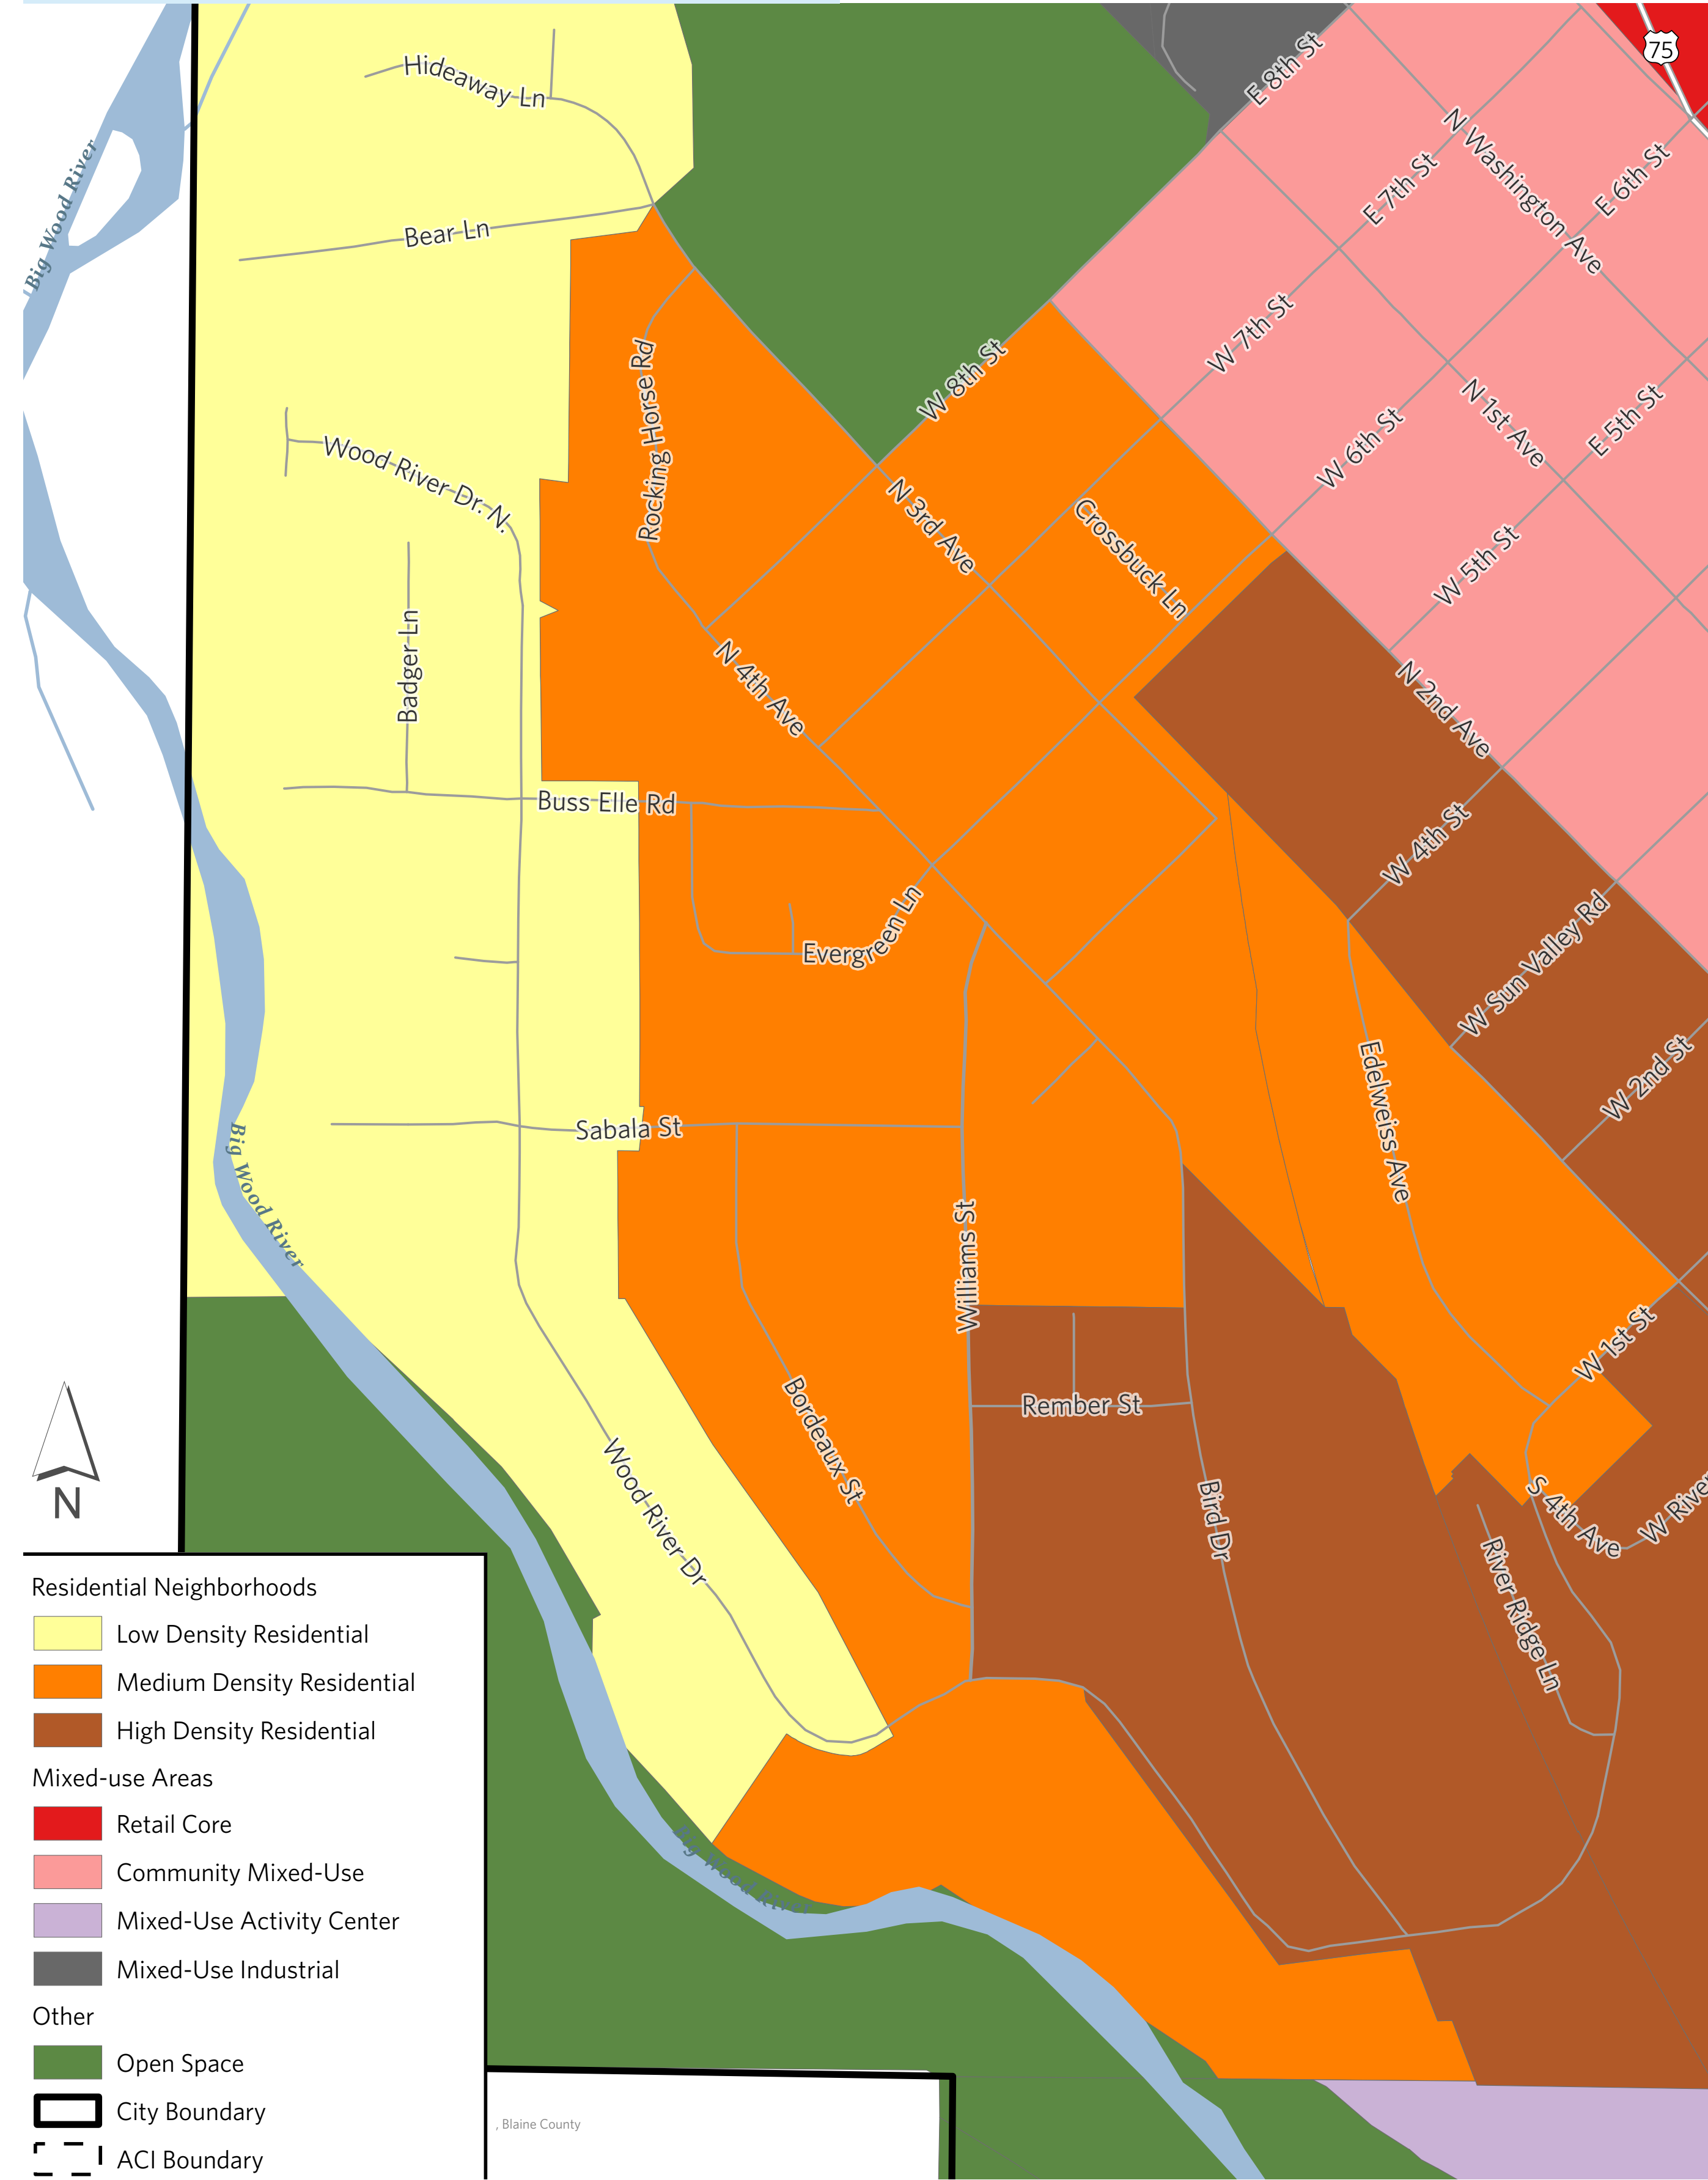 75
Hideaway Ln
E 8th St
N Washington Ave
E 7th St
E 6th St
Big Wood River
Bear Ln
W 7th St
W 8th St
Rocking Horse Rd
N 1st Ave
E 5th St
W 6th St
Wood River Dr. N.
N 3rd Ave
Crossbuck Ln
W 5th St
Badger Ln
N 4th Ave
N 2nd Ave
Buss Elle Rd
W 4th St
Evergreen Ln
W Sun Valley Rd
Edelweiss Ave
W 2nd St
Sabala St
Big Wood River
Williams St
W 1st St
Bordeaux St
Rember St
Wood River Dr
Bird Dr
S 4th Ave
W River
River Ridge Ln
N
Big Wood River
Residential Neighborhoods
Low Density Residential
Medium Density Residential
High Density Residential
Mixed-use Areas
Retail Core
Community Mixed-Use
Mixed-Use Activity Center
Mixed-Use Industrial
Other
Open Space
City Boundary
ACI Boundary
, Blaine County